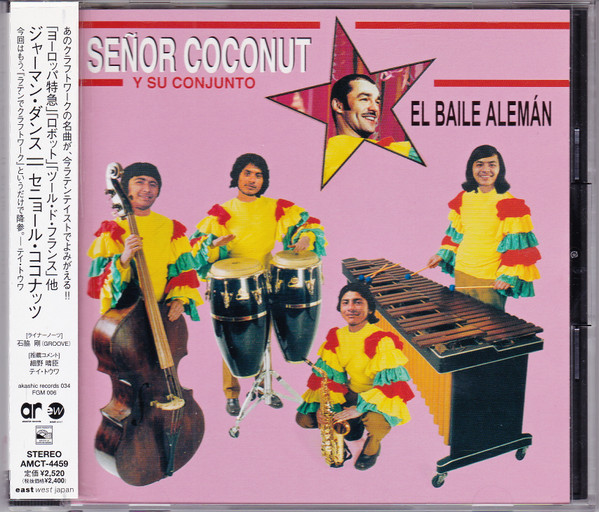 SEÑOR COCONUT
Y SU CONJUNTO
EL BAILE ALEMÁN
あのクラフトワークの名曲が、今ラテンテイストでよみがえる!!
「ヨーロッパ特急」「ロボット」「ツール・ド・フランス」他
ジャーマン・ダンス｜セニョール・ココナッツ
今回はもう、「ラテンでクラフトワーク」というだけで降参。— テイ・トウワ
[ライナーノーツ]
石脇 剛(GROOVE)
[推薦コメント]
細野 晴臣
テイ・トウワ
akashic records 034
FGM 006
ar ew
STEREO
AMCT-4459
定価¥2,520
(税抜価格¥2,400)
east west japan